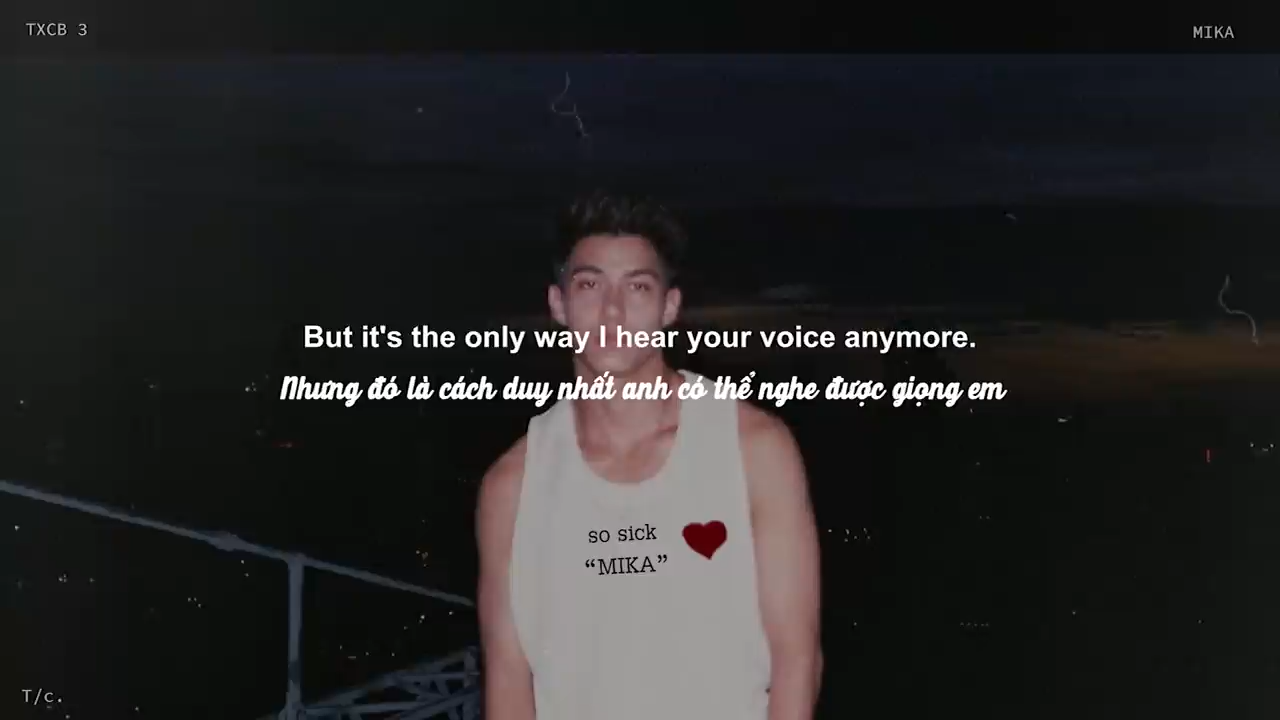 TXCB 3
MIKA
But it's the only way I hear your voice anymore.
Nhưng đó là cách duy nhất anh có thể nghe được giọng em
so sick
“MIKA”
T/c.